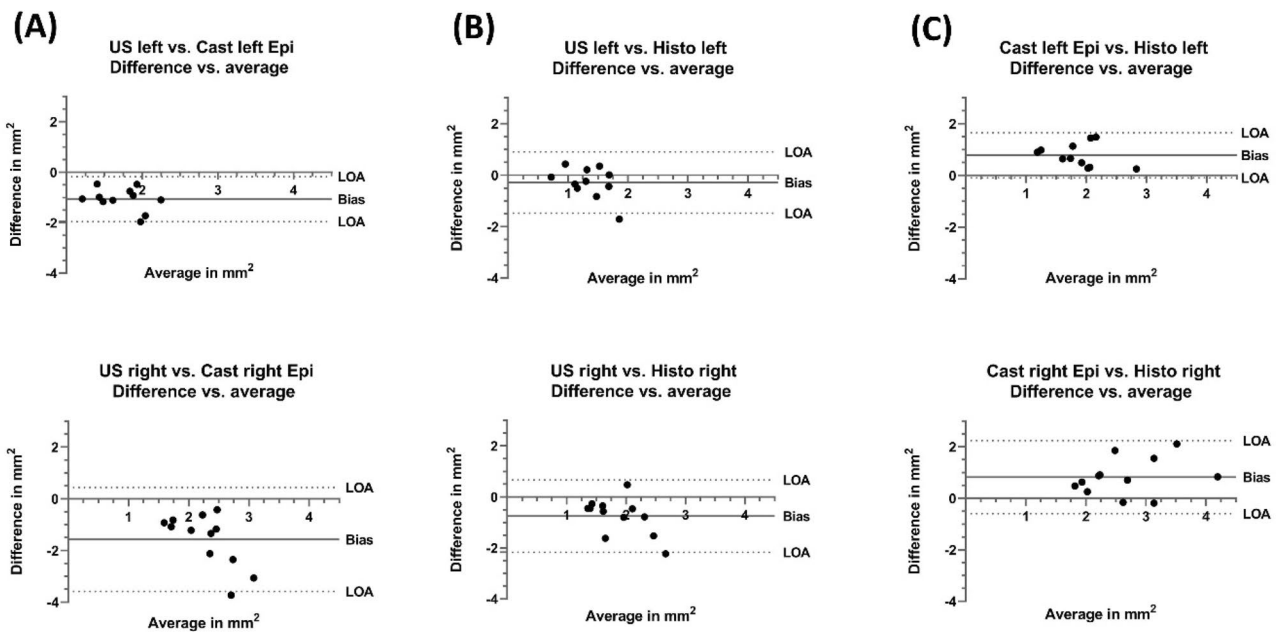 (A)
US left vs. Cast left Epi
Difference vs. average
Difference in mm²
2
0
-2
-4
2
3
4
LOA
Bias
LOA
Average in mm²
(B)
US left vs. Histo left
Difference vs. average
Difference in mm²
2
0
-2
-4
1
2
3
4
LOA
Bias
LOA
Average in mm²
(C)
Cast left Epi vs. Histo left
Difference vs. average
Difference in mm²
2
0
-2
-4
1
2
3
4
LOA
Bias
LOA
Average in mm²
US right vs. Cast right Epi
Difference vs. average
Difference in mm²
2
0
-2
-4
1
2
3
4
LOA
Bias
LOA
Average in mm²
US right vs. Histo right
Difference vs. average
Difference in mm²
2
0
-2
-4
1
2
3
4
LOA
Bias
LOA
Average in mm²
Cast right Epi vs. Histo right
Difference vs. average
Difference in mm²
2
0
-2
-4
1
2
3
4
LOA
Bias
LOA
Average in mm²